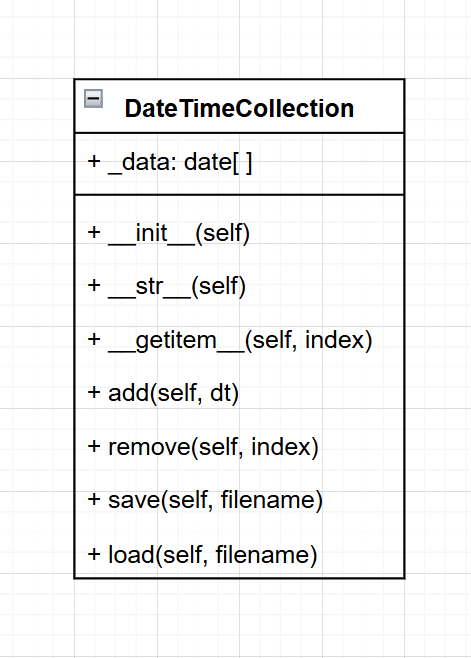 DateTimeCollection
+ _data: date[ ]
+ __init__(self)
+ __str__(self)
+ __getitem__(self, index)
+ add(self, dt)
+ remove(self, index)
+ save(self, filename)
+ load(self, filename)